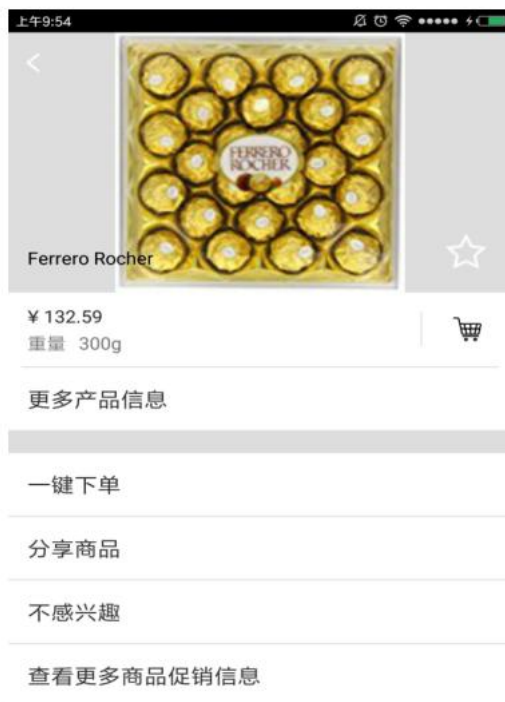 上午9:54
FERRERO
ROCHER
Ferrero Rocher
¥ 132.59
重量 300g
更多产品信息
一键下单
分享商品
不感兴趣
查看更多商品促销信息